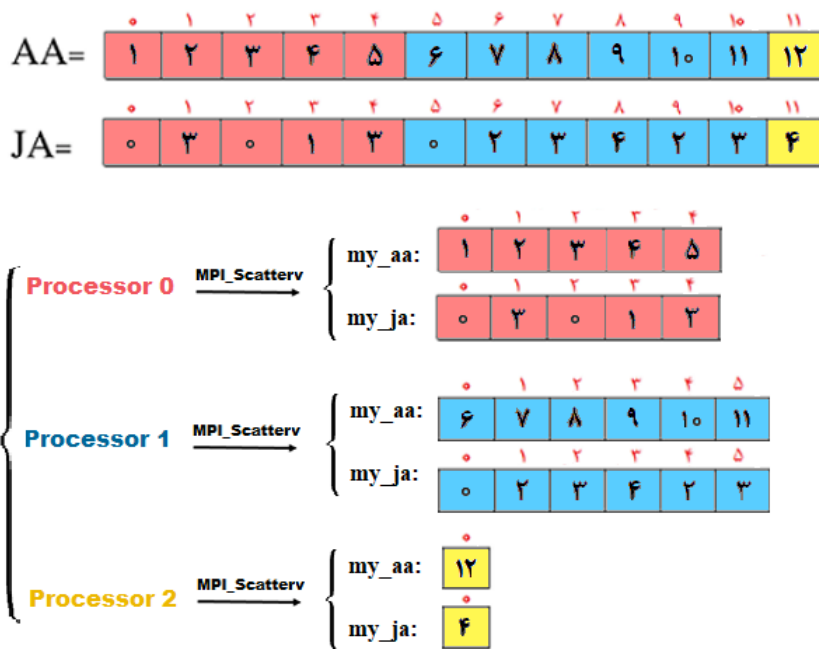 ۰ ۱ ۲ ۳ ۴ ۵ ۶ ۷ ۸ ۹ ۱۰ ۱۱
AA= ۱ ۲ ۳ ۴ ۵ ۶ ۷ ۸ ۹ ۱۰ ۱۱ ۱۲
۰ ۱ ۲ ۳ ۴ ۵ ۶ ۷ ۸ ۹ ۱۰ ۱۱
JA= ۰ ۳ ۰ ۱ ۳ ۰ ۲ ۳ ۴ ۲ ۳ ۴
Processor 0 MPI_Scatterv
۰ ۱ ۲ ۳ ۴
my_aa: ۱ ۲ ۳ ۴ ۵
۰ ۱ ۲ ۳ ۴
my_ja: ۰ ۳ ۰ ۱ ۳
Processor 1 MPI_Scatterv
۰ ۱ ۲ ۳ ۴ ۵
my_aa: ۶ ۷ ۸ ۹ ۱۰ ۱۱
۰ ۱ ۲ ۳ ۴ ۵
my_ja: ۰ ۲ ۳ ۴ ۲ ۳
Processor 2 MPI_Scatterv
۰
my_aa: ۱۲
۰
my_ja: ۴